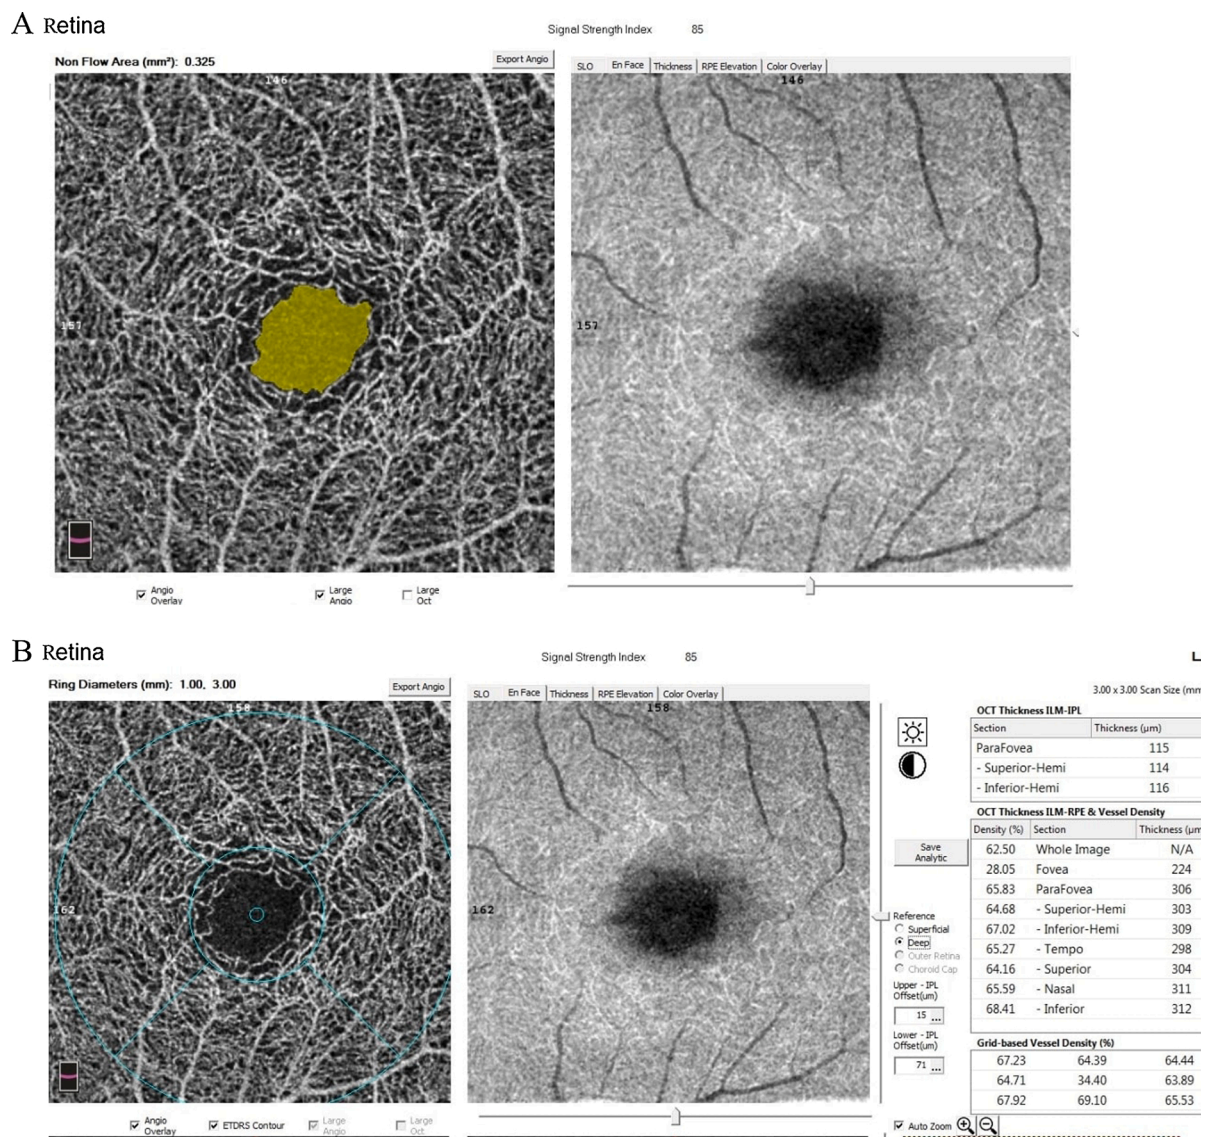 A Retina
Signal Strength Index 85
Non Flow Area (mm²): 0.325
Export Angio
SLO En Face Thickness RPE Elevation Color Overlay
146
146
157
157
Angio Overlay
Large Angio
Large Oct
B Retina
Signal Strength Index 85
Ring Diameters (mm): 1.00, 3.00
Export Angio
SLO En Face Thickness RPE Elevation Color Overlay
3.00 x 3.00 Scan Size (mm
158
158
162
162
OCT Thickness ILM-IPL
Section Thickness (µm)
ParaFovea 115
- Superior-Hemi 114
- Inferior-Hemi 116
OCT Thickness ILM-RPE & Vessel Density
Density (%) Section Thickness (µm
62.50 Whole Image N/A
28.05 Fovea 224
65.83 ParaFovea 306
64.68 - Superior-Hemi 303
67.02 - Inferior-Hemi 309
65.27 - Tempo 298
64.16 - Superior 304
65.59 - Nasal 311
68.41 - Inferior 312
Grid-based Vessel Density (%)
67.23 64.39 64.44
64.71 34.40 63.89
67.92 69.10 65.53
Save Analytic
Reference
Superficial
Deep
Outer Retina
Choroid Cap
Upper - IPL
Offset(um)
15 ...
Lower - IPL
Offset(um)
71 ...
Auto Zoom
Angio Overlay
ETDRS Contour
Large Angio
Large Oct